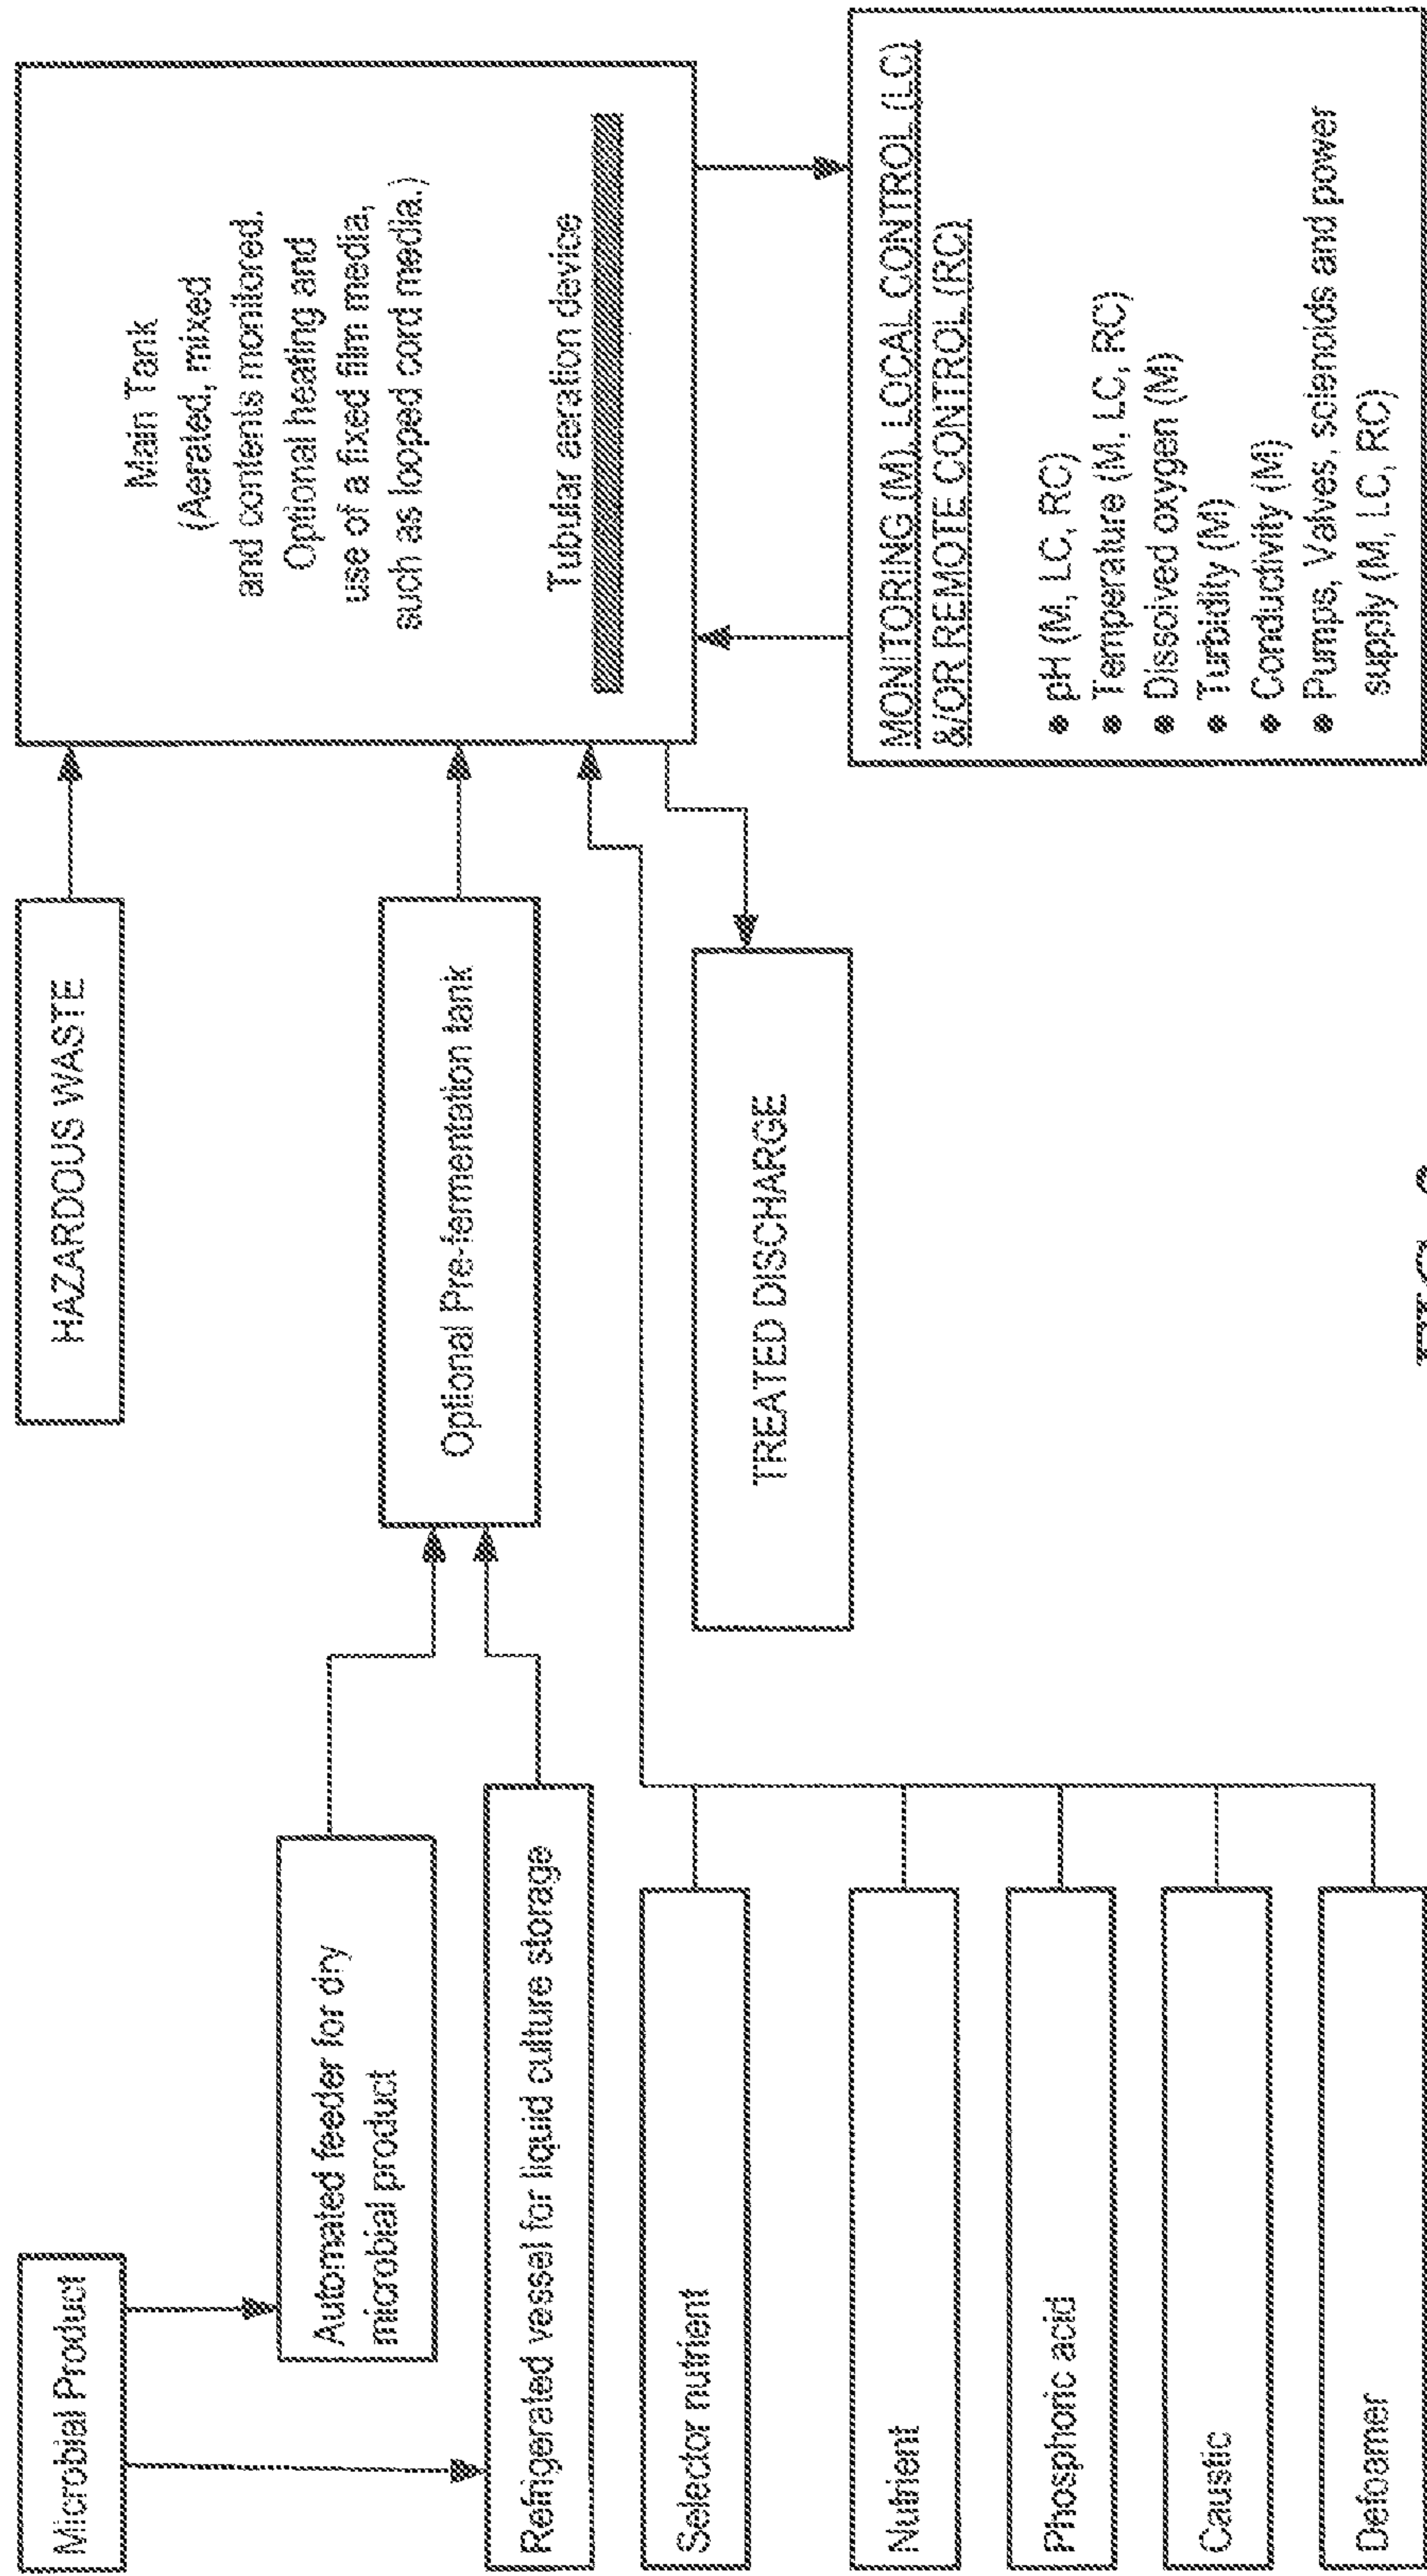 Microbial Product
Automated feeder for dry
microbial product
Refrigerated vessel for liquid culture storage
Selector nutrient
Nutrient
Phosphoric acid
Caustic
Defoamer
HAZARDOUS WASTE
Optional Pre-fermentation tank
TREATED DISCHARGE
Main Tank
(Aerated, mixed
and contents monitored.
Optional heating and
use of a fixed film media,
such as looped cord media.)
Tubular aeration device
MONITORING (M), LOCAL CONTROL (LC)
&/OR REMOTE CONTROL (RC)
• pH (M, LC, RC)
• Temperature (M, LC, RC)
• Dissolved oxygen (M)
• Turbidity (M)
• Conductivity (M)
• Pumps, Valves, solenoids and power
supply (M, LC, RC)